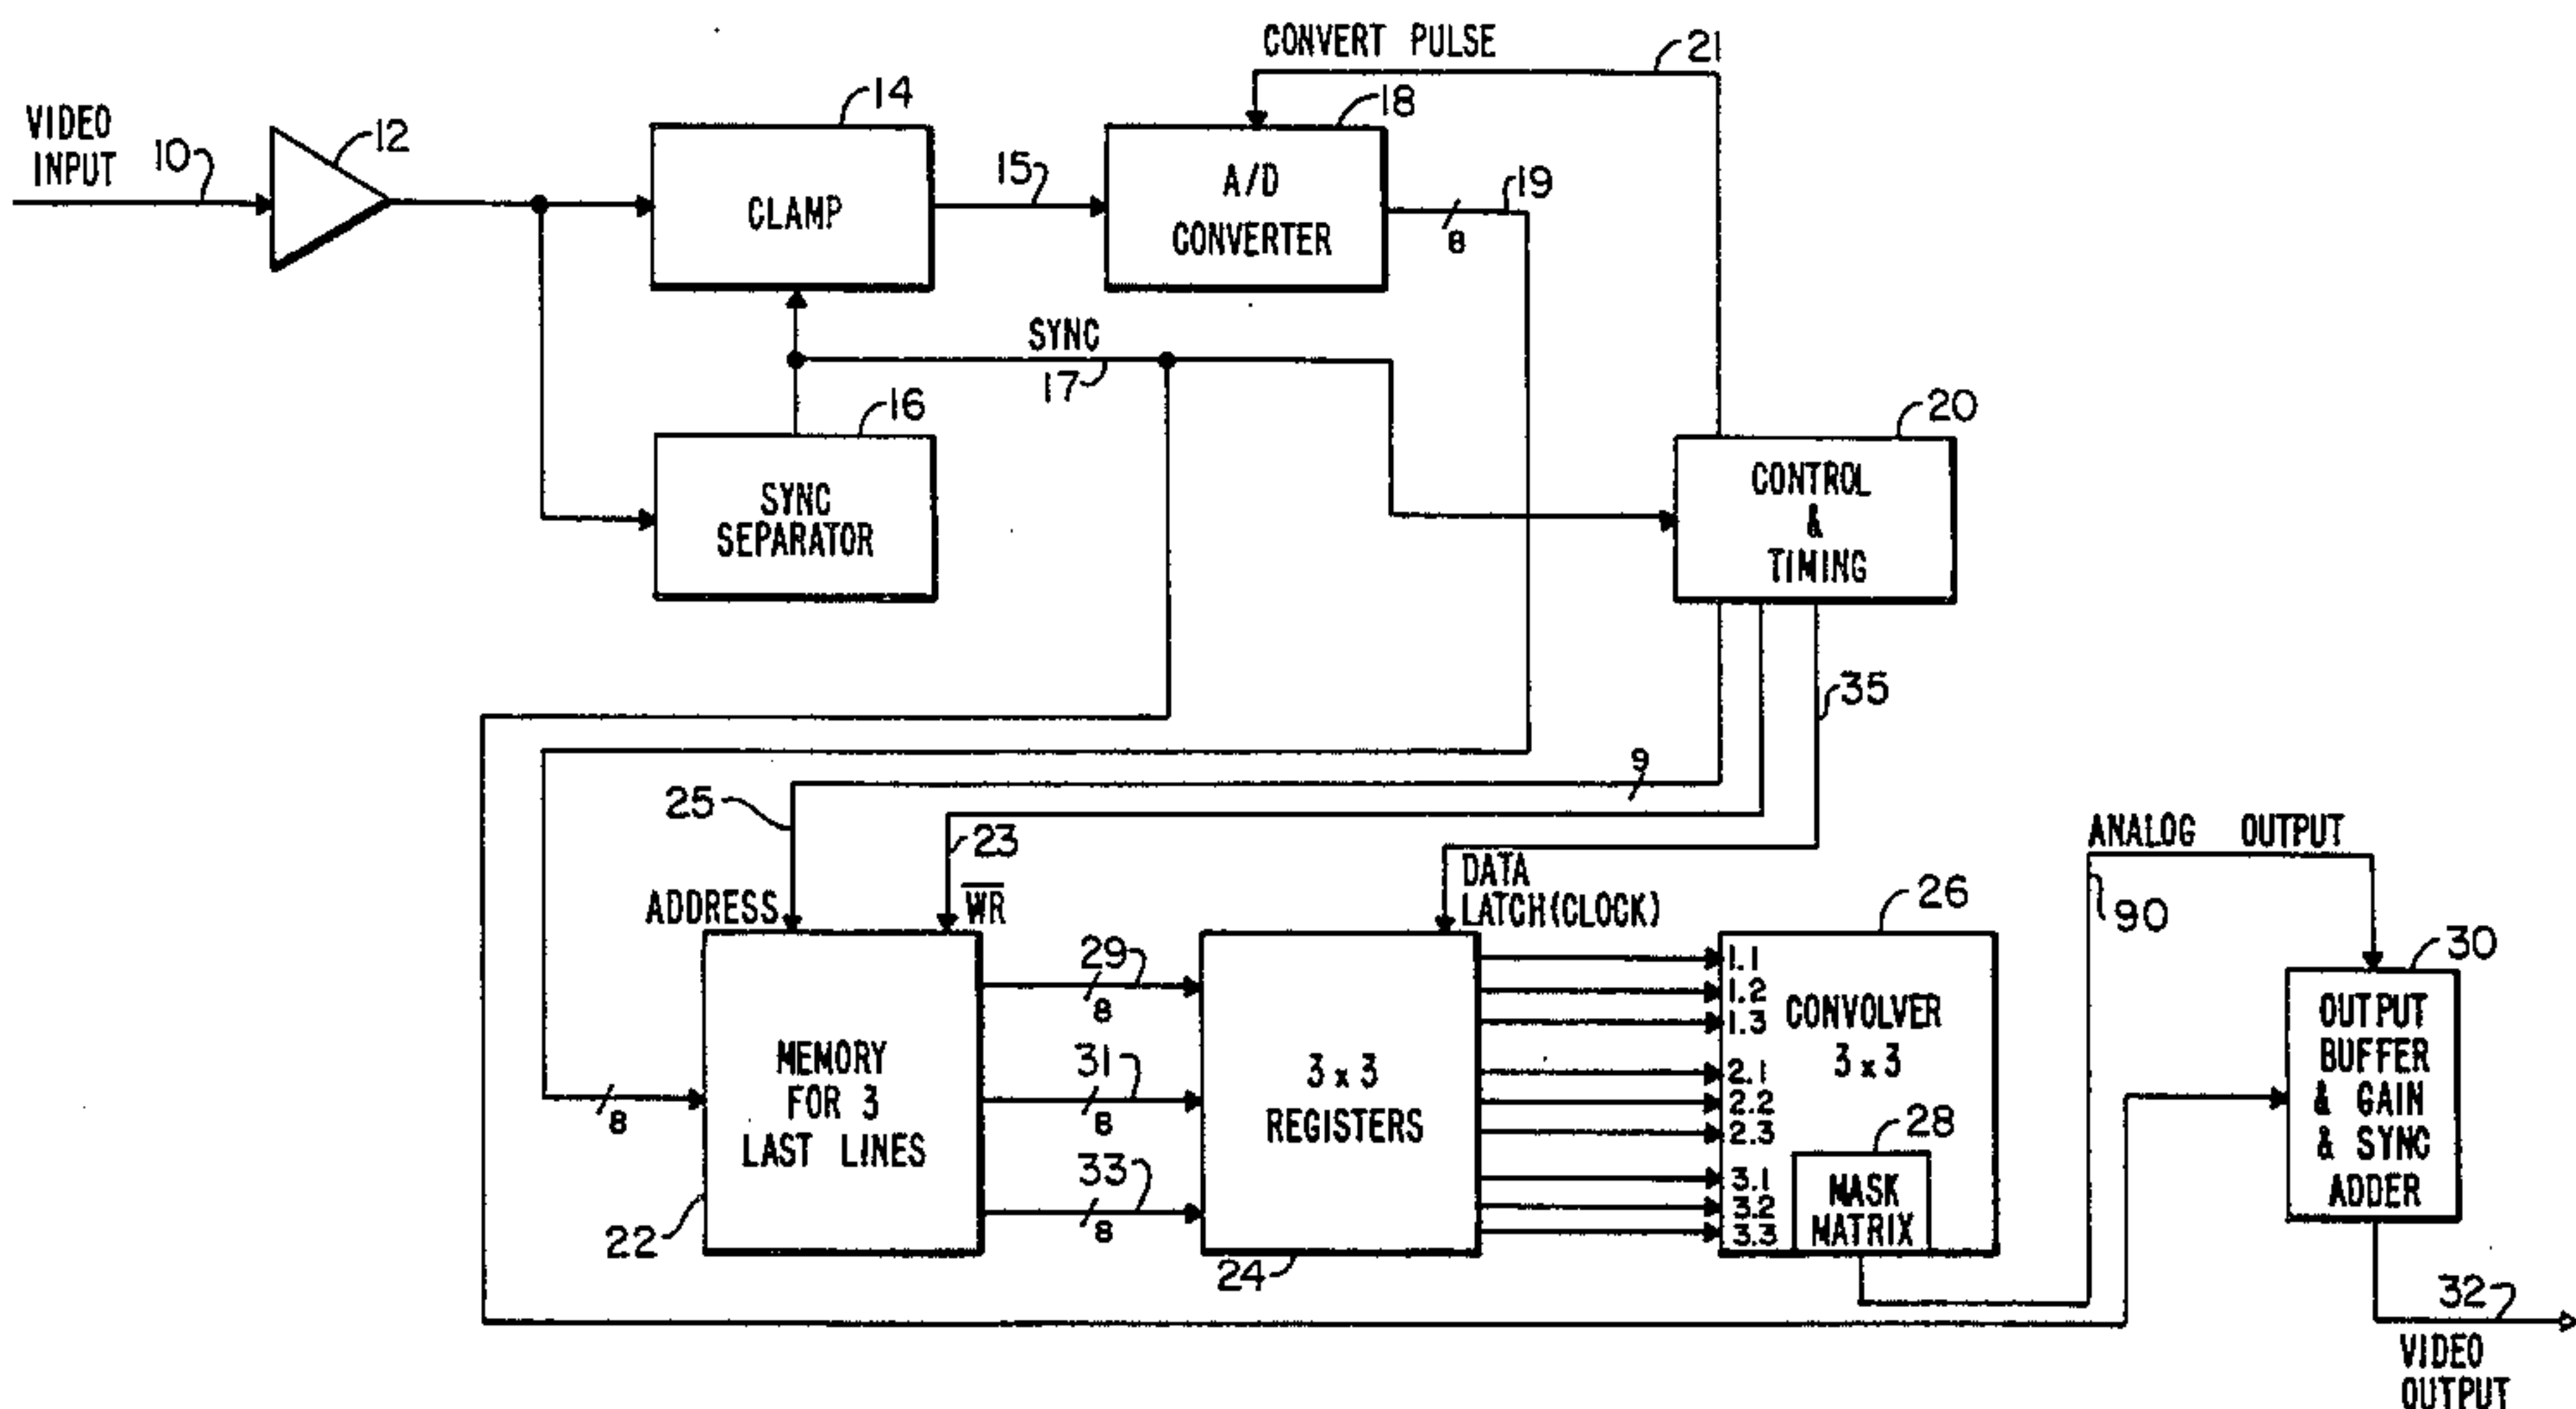 CONVERT PULSE
21
VIDEO
INPUT
10
12
14
CLAMP
15
18
A/D
CONVERTER
8
19
SYNC
17
16
SYNC
SEPARATOR
20
CONTROL
&
TIMING
35
9
25
23
ADDRESS
WR
DATA
LATCH(CLOCK)
ANALOG OUTPUT
90
8
MEMORY
FOR 3
LAST LINES
22
29
8
31
8
33
8
3 x 3
REGISTERS
24
26
1.1
1.2
1.3
2.1
2.2
2.3
3.1
3.2
3.3
CONVOLVER
3 x 3
28
MASK
MATRIX
30
OUTPUT
BUFFER
& GAIN
& SYNC
ADDER
32
VIDEO
OUTPUT